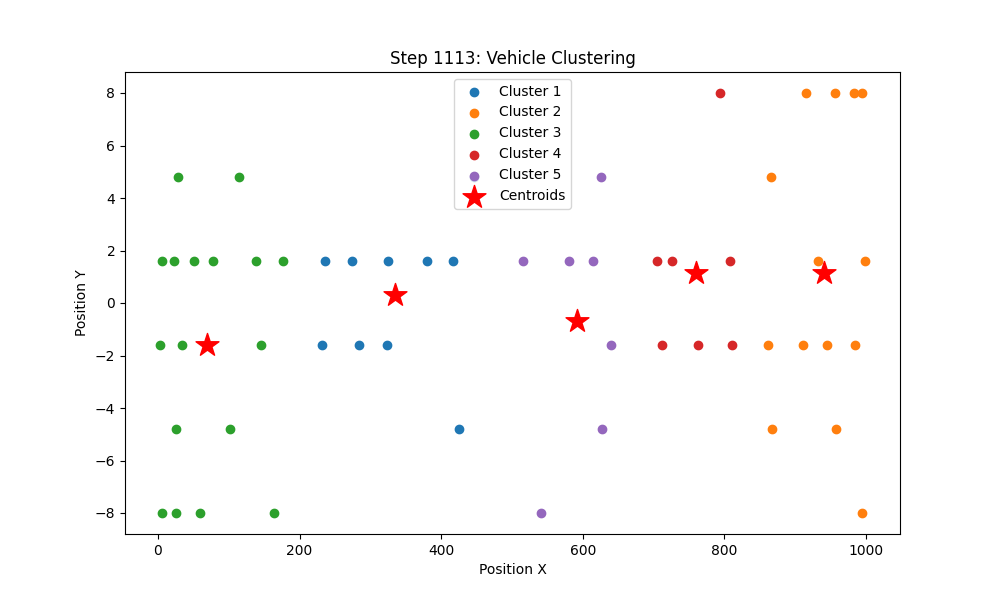 Step 1113: Vehicle Clustering
Cluster 1
Cluster 2
Cluster 3
Cluster 4
Cluster 5
Centroids
8
6
4
2
0
−2
−4
−6
−8
Position Y
0
200
400
600
800
1000
Position X